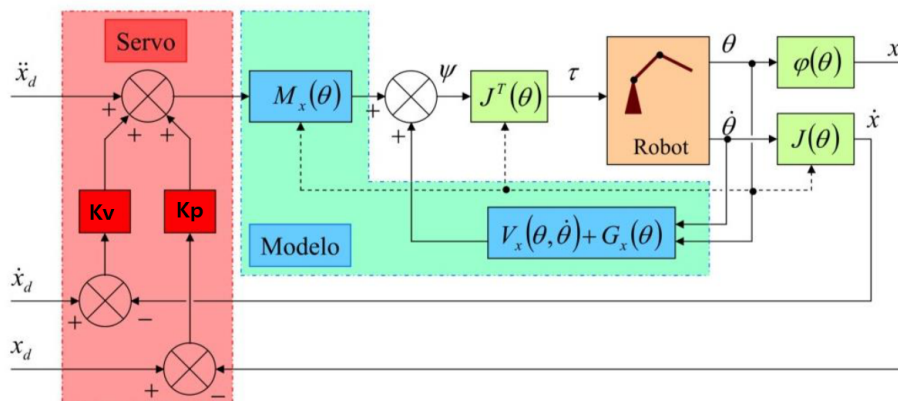 Servo
ẍ_d
+
+
+
M_x(θ)
+
+
ψ
J^T(θ)
τ
Robot
θ
θ̇
φ(θ)
x
J(θ)
ẋ
Kv
Kp
Modelo
V_x(θ,θ̇)+G_x(θ)
ẋ_d
+
−
x_d
+
−